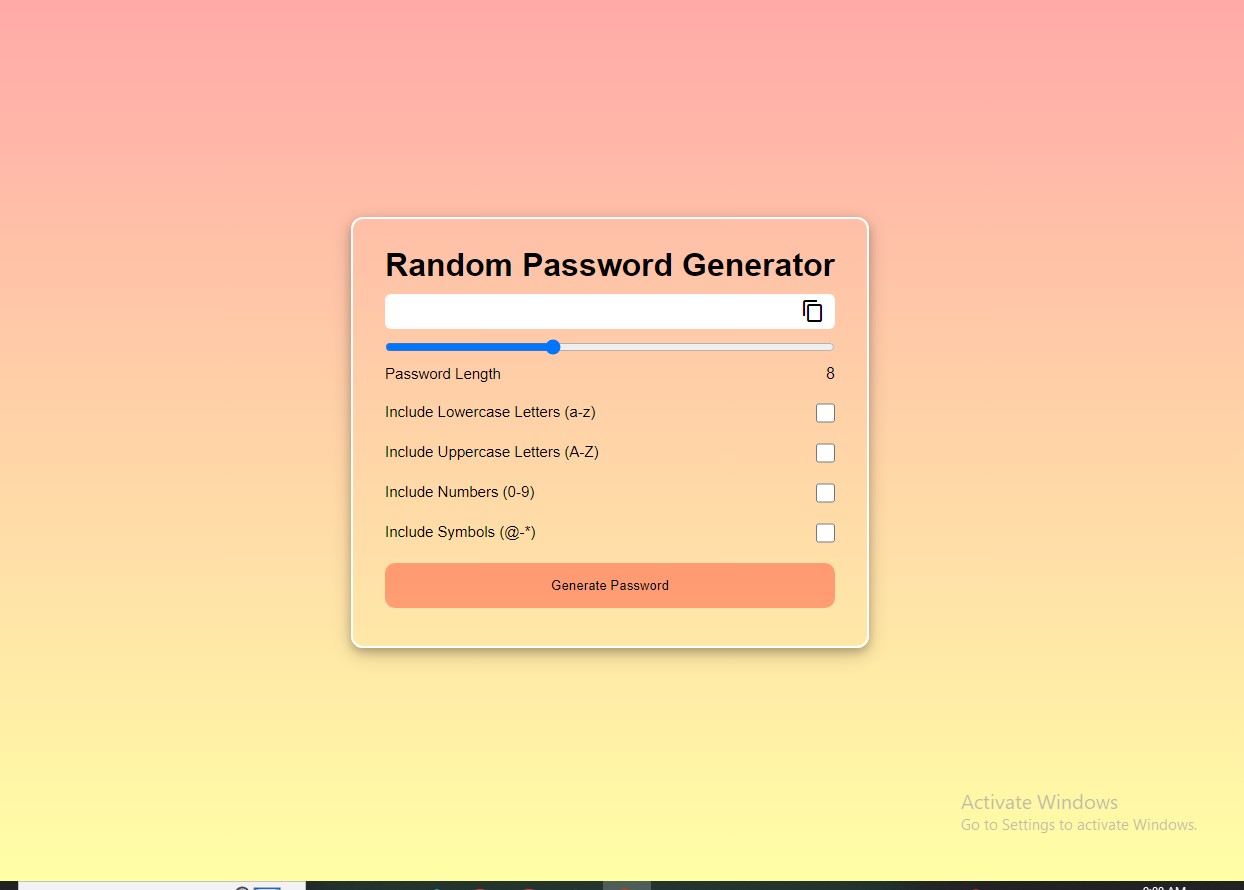 Random Password Generator
Password Length 8
Include Lowercase Letters (a-z)
Include Uppercase Letters (A-Z)
Include Numbers (0-9)
Include Symbols (@-*)
Generate Password
Activate Windows
Go to Settings to activate Windows.